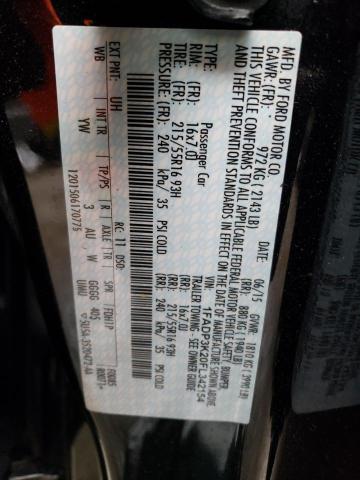 MFD. BY FORD MOTOR CO.
06/15 GVWR: 1810 KG (3990 LB)
GAWR: (FR): 972 KG (2143 LB) (RR): 880 KG (1940 LB)
THIS VEHICLE CONFORMS TO ALL APPLICABLE FEDERAL MOTOR VEHICLE SAFETY, BUMPER,
AND THEFT PREVENTION STANDARDS IN EFFECT ON THE DATE OF MANUFACTURE SHOWN ABOVE.
1FADP3K20FL342154
TYPE: Passenger Car TRAILER TOWING - SEE OWNER GUIDE
RIM: (FR) 16x7.0J (RR) 16x7.0J
TIRE: (FR) 215/55R16 93H (RR) 215/55R16 93H
PRESSURE: (FR) 240 kPa/ 35 PSI COLD (RR) 240 kPa/ 35 PSI COLD
EXT PNT: UH RC: 11 DSO:
WB INT TR TP/PS R AXLE TR SPR
YW 3 AU W GGGG 405 UWU
1201506170775